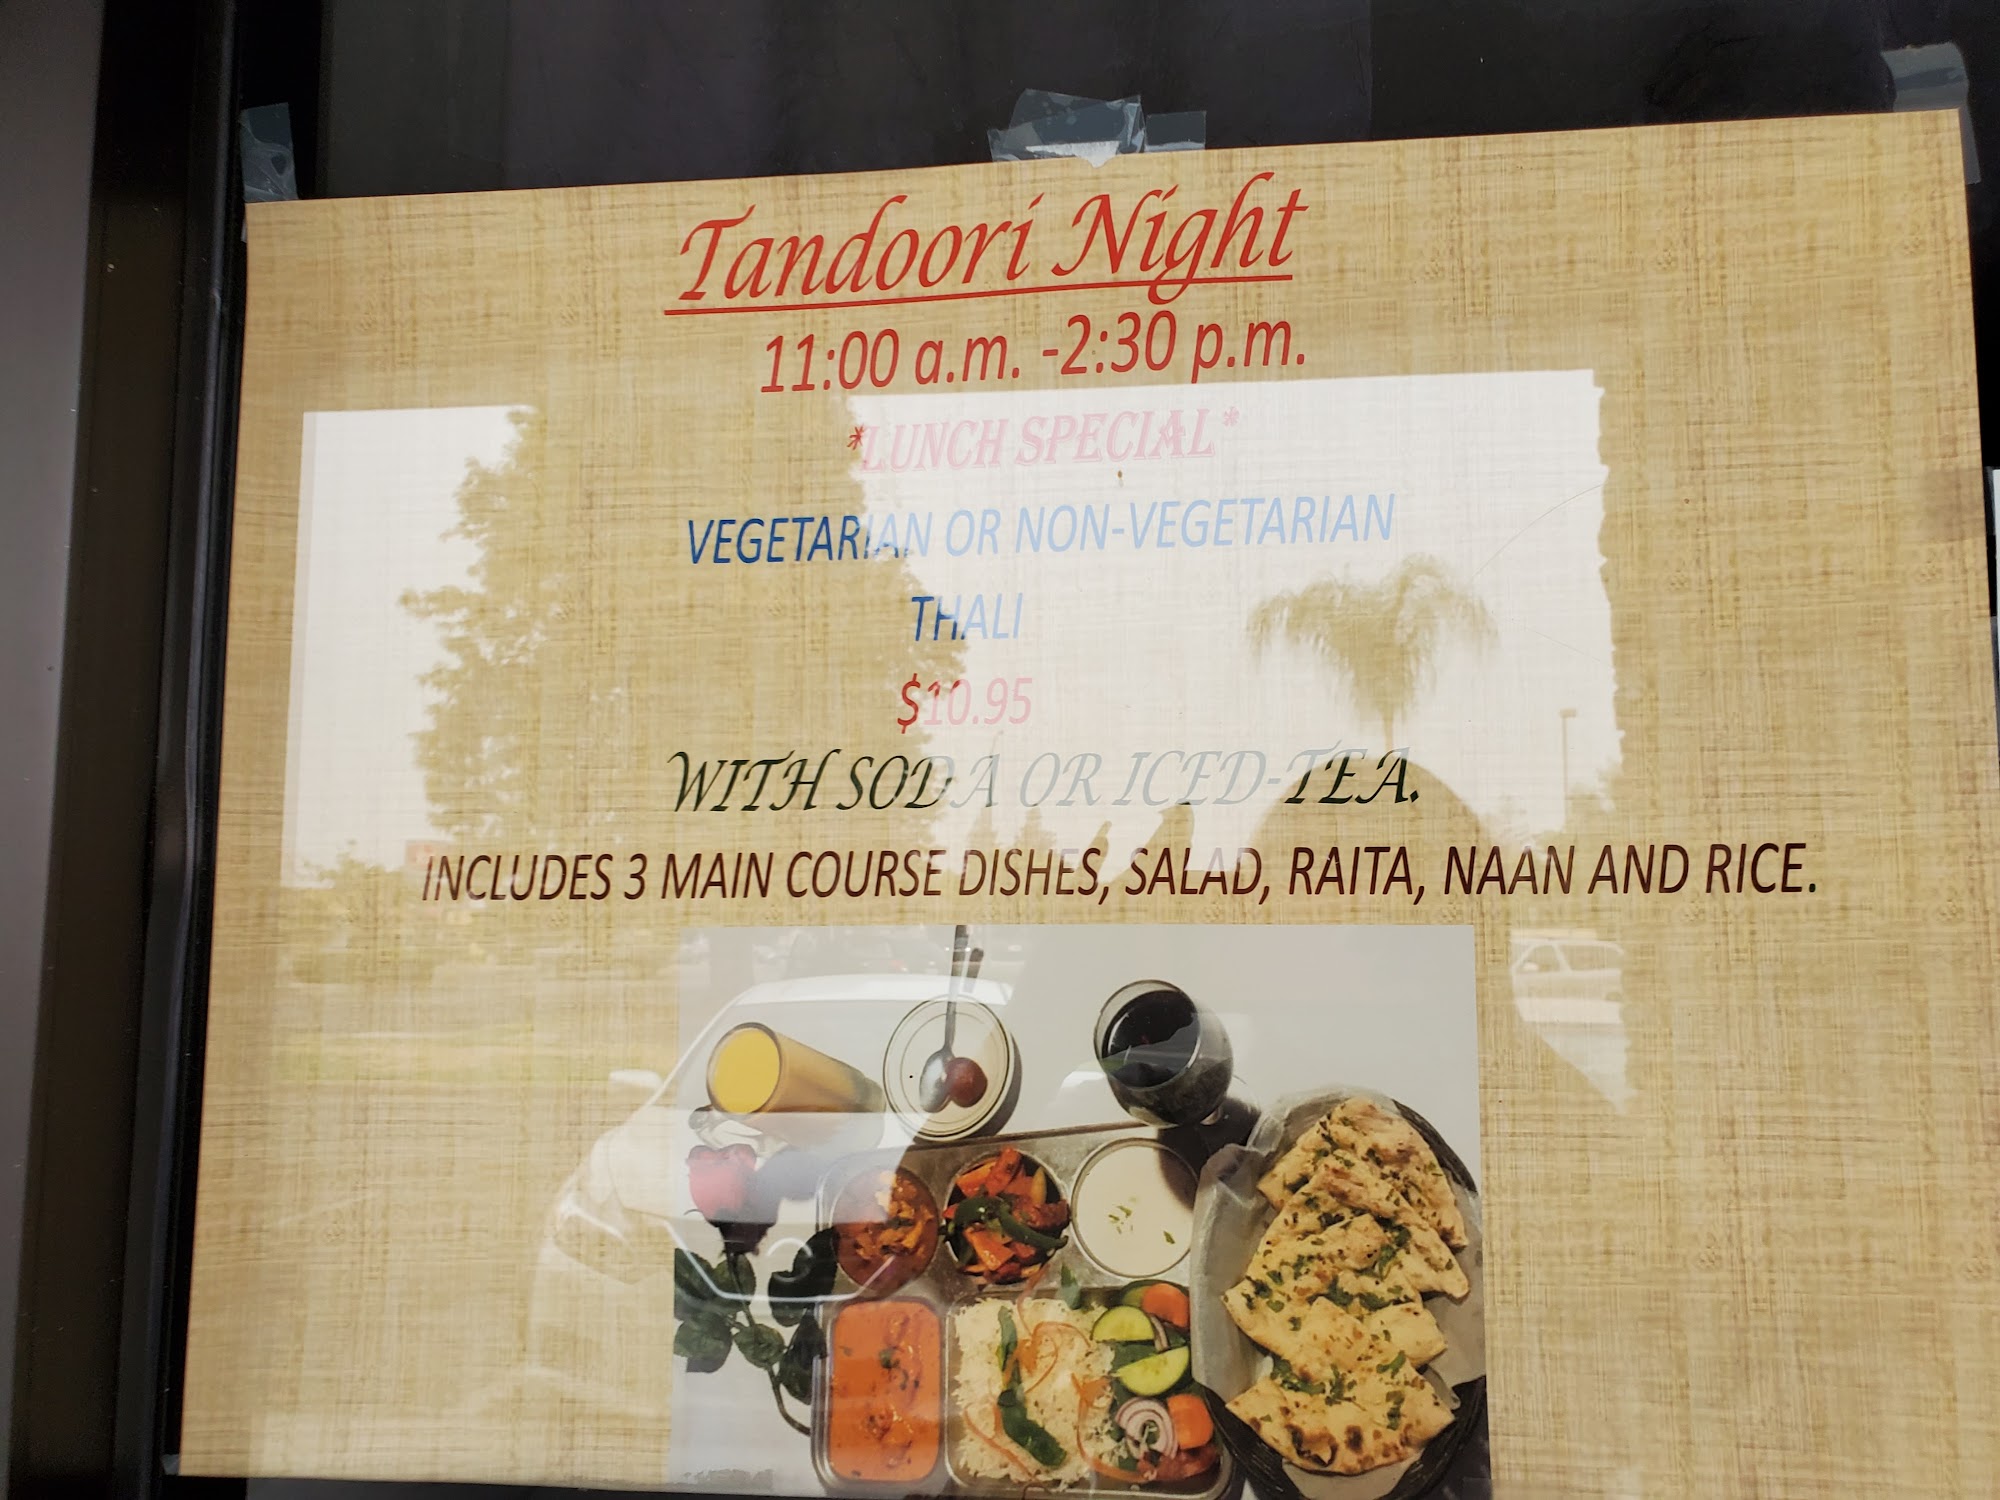 Tandoori Night
11:00 a.m. -2:30 p.m.
*LUNCH SPECIAL*
VEGETARIAN OR NON-VEGETARIAN
THALI
$10.95
WITH SODA OR ICED-TEA.
INCLUDES 3 MAIN COURSE DISHES, SALAD, RAITA, NAAN AND RICE.